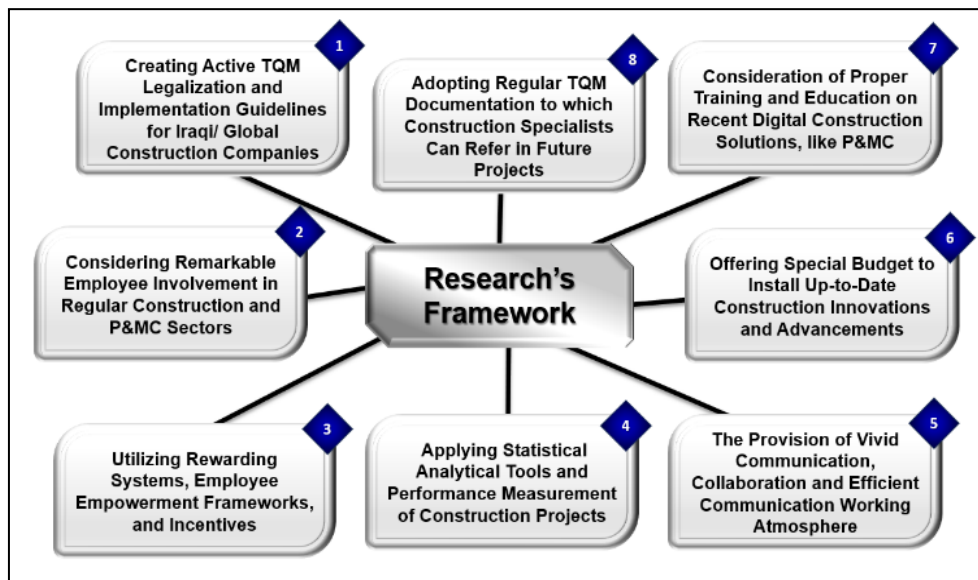 1
Creating Active TQM
Legalization and
Implementation Guidelines
for Iraqi/ Global
Construction Companies
8
Adopting Regular TQM
Documentation to which
Construction Specialists
Can Refer in Future
Projects
7
Consideration of Proper
Training and Education on
Recent Digital Construction
Solutions, like P&MC
2
Considering Remarkable
Employee Involvement in
Regular Construction and
P&MC Sectors
Research's
Framework
6
Offering Special Budget to
Install Up-to-Date
Construction Innovations
and Advancements
3
Utilizing Rewarding
Systems, Employee
Empowerment Frameworks,
and Incentives
4
Applying Statistical
Analytical Tools and
Performance Measurement
of Construction Projects
5
The Provision of Vivid
Communication,
Collaboration and Efficient
Communication Working
Atmosphere